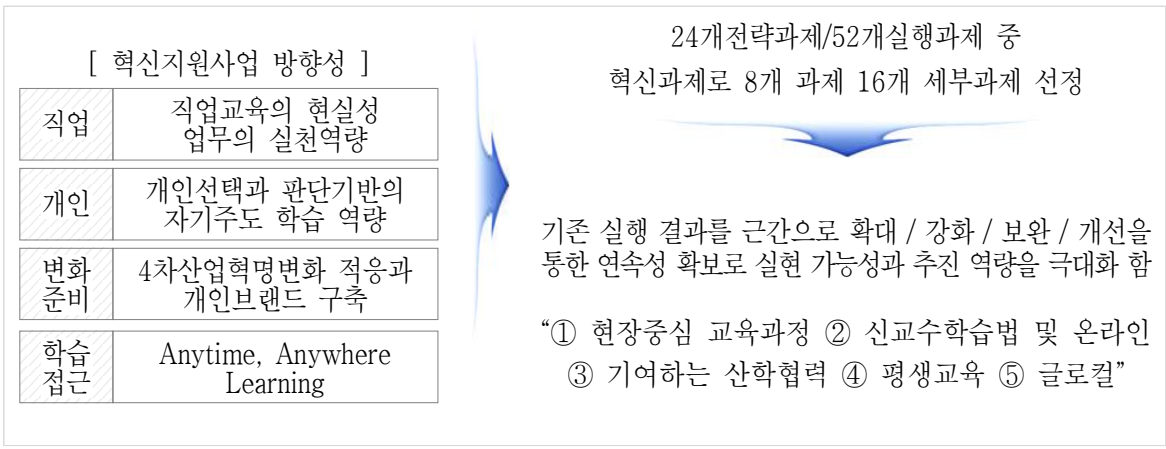 [ 혁신지원사업 방향성 ]
직업
직업교육의 현실성
업무의 실천역량
개인
개인선택과 판단기반의
자기주도 학습 역량
변화
준비
4차산업혁명변화 적응과
개인브랜드 구축
학습
접근
Anytime, Anywhere
Learning
24개전략과제/52개실행과제 중
혁신과제로 8개 과제 16개 세부과제 선정
기존 실행 결과를 근간으로 확대 / 강화 / 보완 / 개선을
통한 연속성 확보로 실현 가능성과 추진 역량을 극대화 함
“① 현장중심 교육과정 ② 신교수학습법 및 온라인
③ 기여하는 산학협력 ④ 평생교육 ⑤ 글로컬”